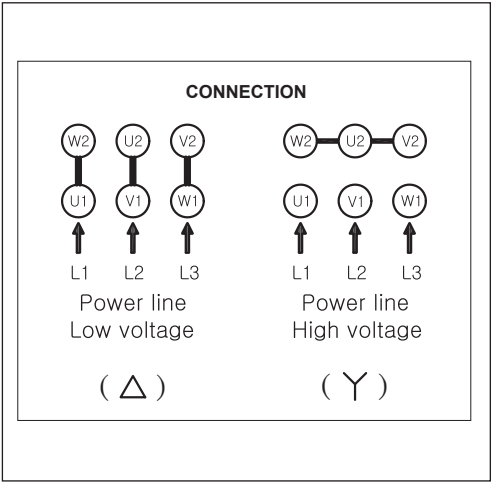 CONNECTION
W2 U2 V2 W2 U2 V2
U1 V1 W1 U1 V1 W1
L1 L2 L3 L1 L2 L3
Power line Power line
Low voltage High voltage
( △ ) ( Y )